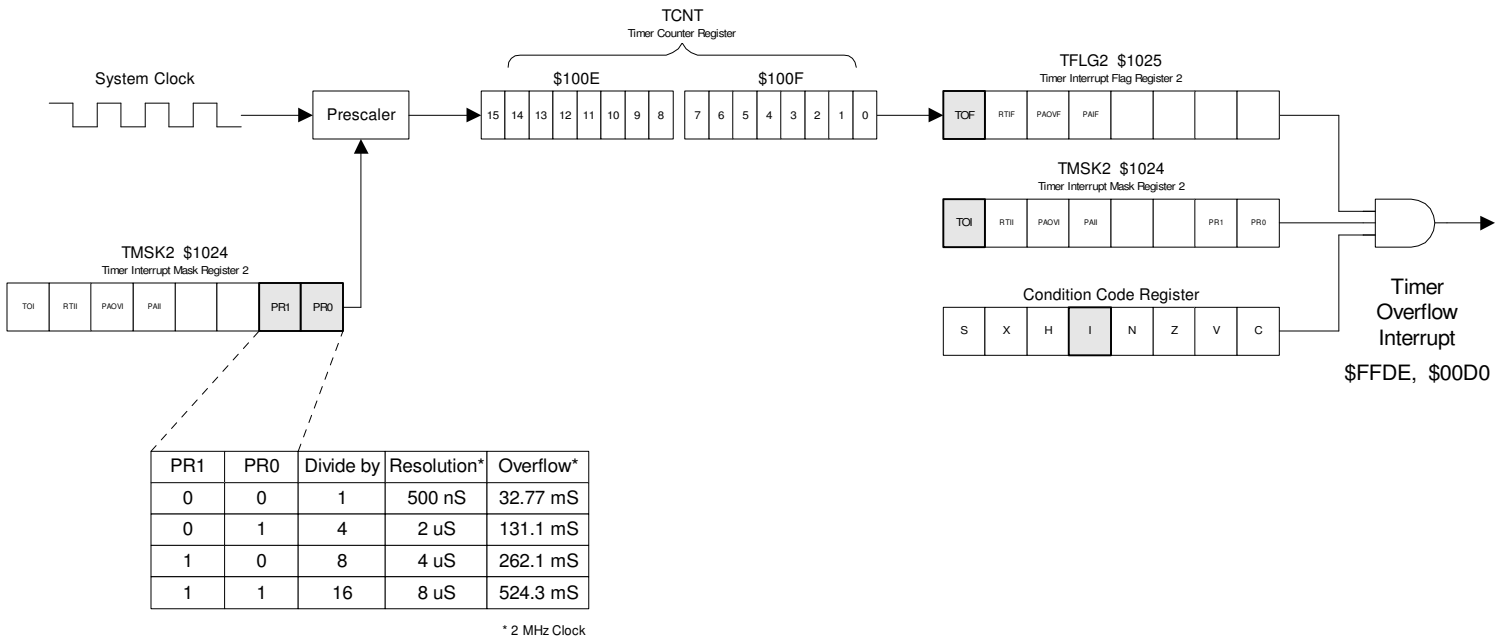 TCNT
Timer Counter Register
System Clock
Prescaler
$100E
15 14 13 12 11 10 9 8
$100F
7 6 5 4 3 2 1 0
TFLG2 $1025
Timer Interrupt Flag Register 2
TOF RTIF PAOVF PAIF
TMSK2 $1024
Timer Interrupt Mask Register 2
TOI RTII PAOVI PAII PR1 PR0
TMSK2 $1024
Timer Interrupt Mask Register 2
TOI RTII PAOVI PAII PR1 PR0
Condition Code Register
S X H I N Z V C
Timer
Overflow
Interrupt
$FFDE, $00D0
PR1 PR0 Divide by Resolution* Overflow*
0 0 1 500 nS 32.77 mS
0 1 4 2 uS 131.1 mS
1 0 8 4 uS 262.1 mS
1 1 16 8 uS 524.3 mS
* 2 MHz Clock